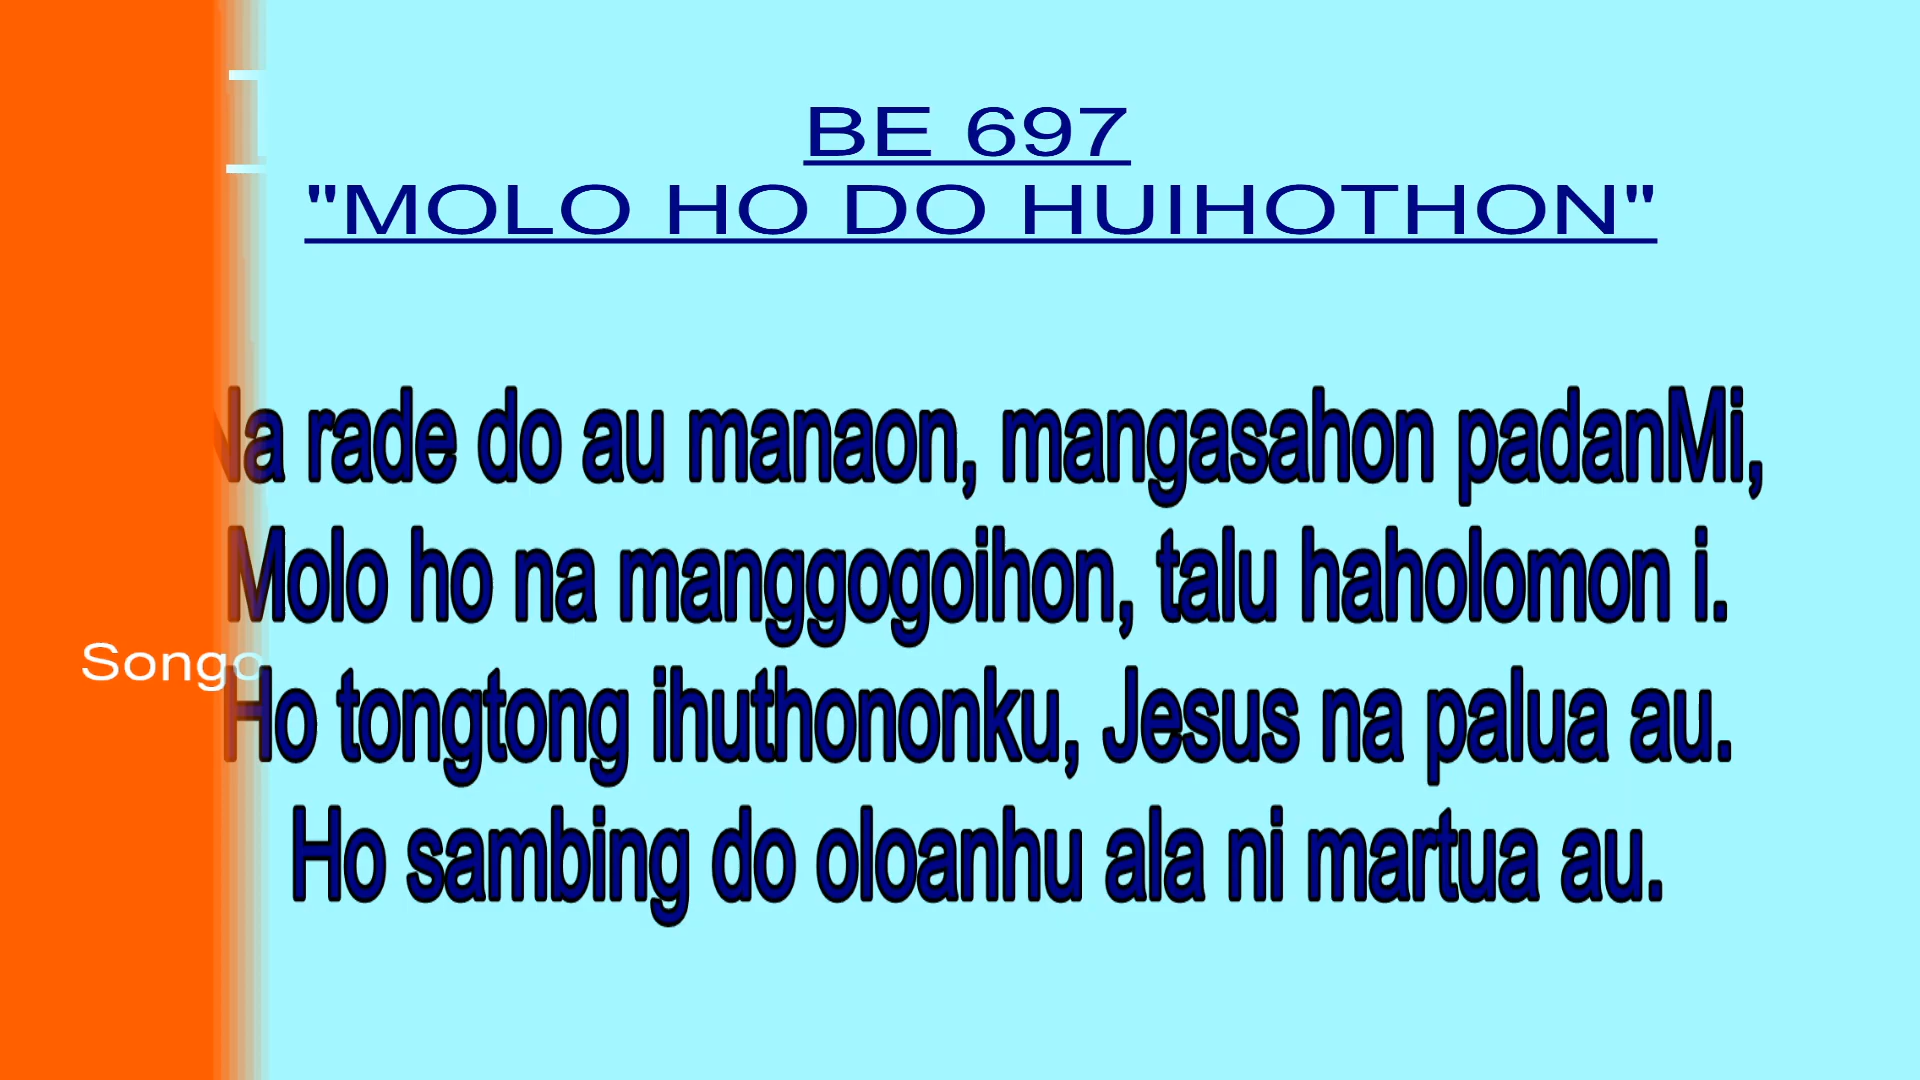 BE 697
"MOLO HO DO HUIHOTHON"
Na rade do au manaon, mangasahon padanMi,
Molo ho na manggogoihon, talu haholomon i.
Ho tongtong ihuthononku, Jesus na palua au.
Ho sambing do oloanhu ala ni martua au.